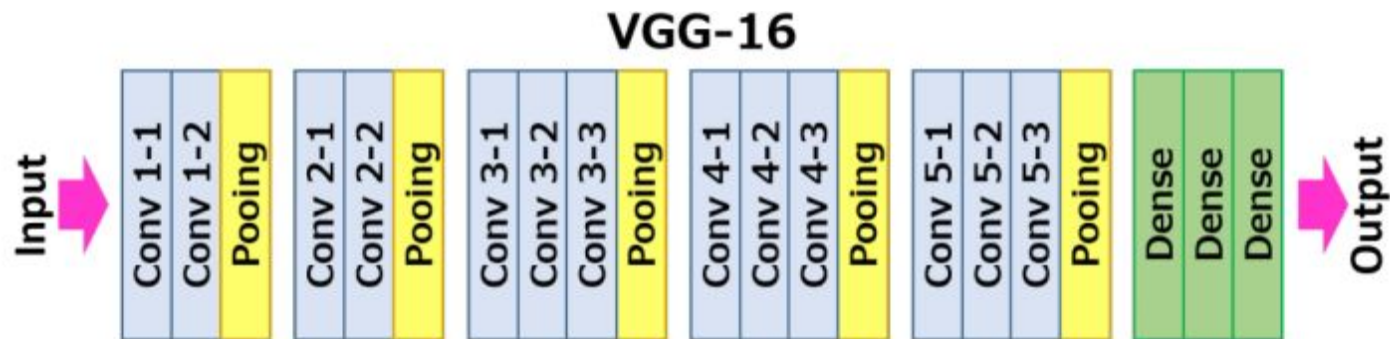 VGG-16
Input
Conv 1-1
Conv 1-2
Pooing
Conv 2-1
Conv 2-2
Pooing
Conv 3-1
Conv 3-2
Conv 3-3
Pooing
Conv 4-1
Conv 4-2
Conv 4-3
Pooing
Conv 5-1
Conv 5-2
Conv 5-3
Pooing
Dense
Dense
Dense
Output